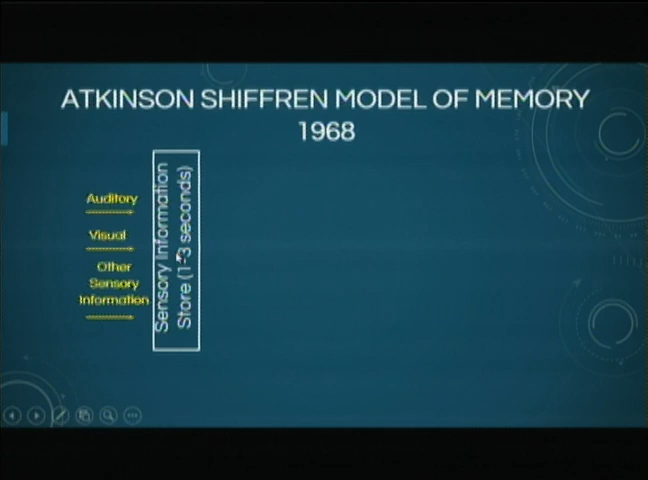 ATKINSON SHIFFREN MODEL OF MEMORY
1968
Auditory
Visual
Other
Sensory
Information
Sensory Information
Store (1-3 seconds)